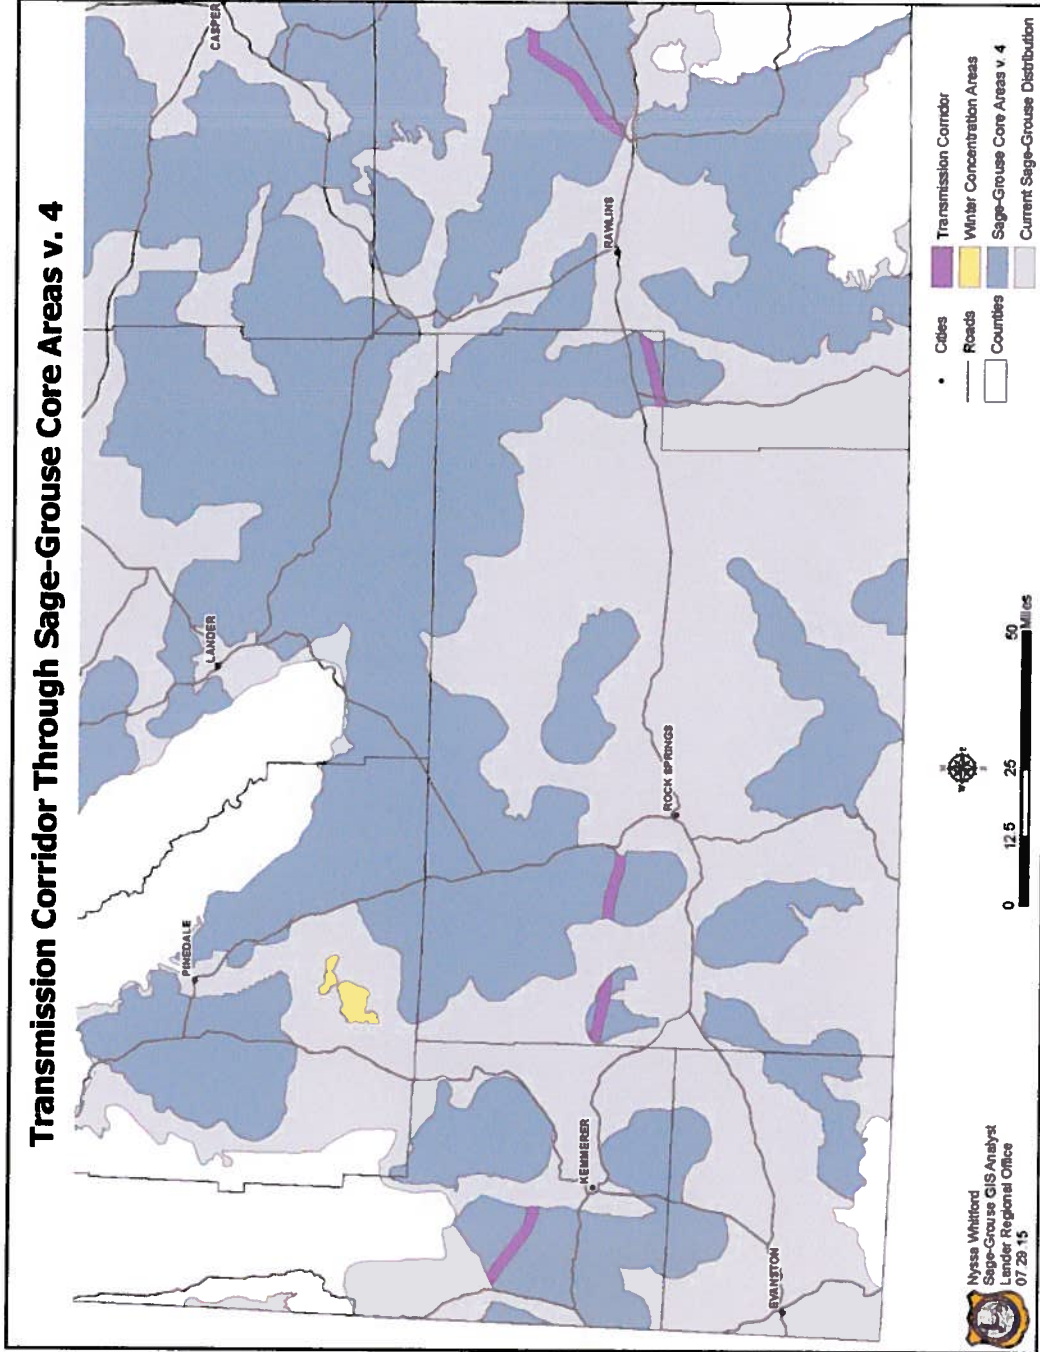 Transmission Corridor Through Sage-Grouse Core Areas v. 4
CASPER
LANDER
PINEDALE
RAWLINS
ROCK SPRINGS
KEMMERER
EVANSTON
Nyssa Whitford
Sage-Grouse GIS Analyst
Lander Regional Office
07.29.15
N
W
E
S
0 12.5 25 50
Miles
Cities
Roads
Counties
Transmission Corridor
Winter Concentration Areas
Sage-Grouse Core Areas v. 4
Current Sage-Grouse Distribution